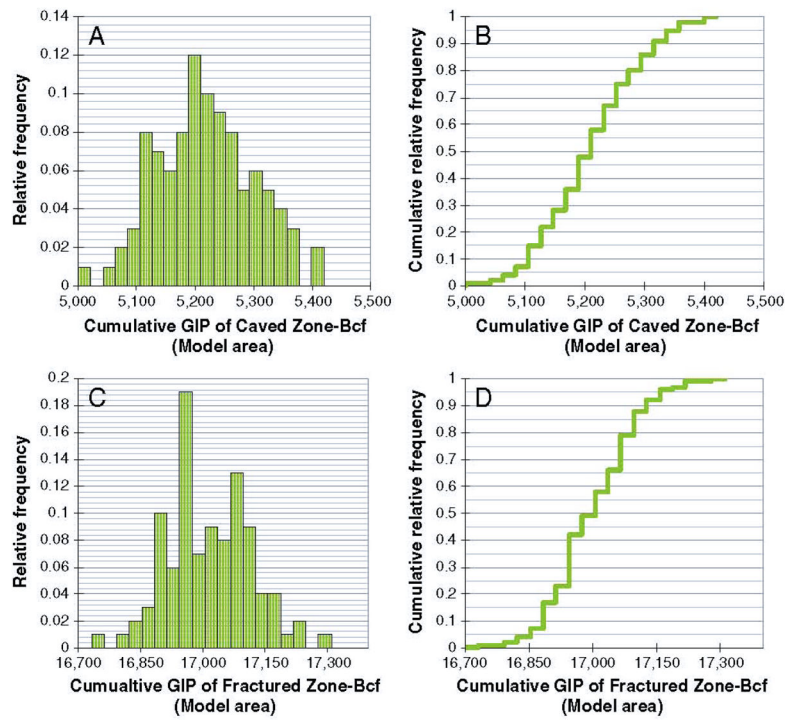 A
Relative frequency
0.14
0.12
0.1
0.08
0.06
0.04
0.02
0
5,000 5,100 5,200 5,300 5,400 5,500
Cumulative GIP of Caved Zone-Bcf
(Model area)
B
Cumulative relative frequency
1
0.9
0.8
0.7
0.6
0.5
0.4
0.3
0.2
0.1
0
5,000 5,100 5,200 5,300 5,400 5,500
Cumulative GIP of Caved Zone-Bcf
(Model area)
C
Relative frequency
0.2
0.18
0.16
0.14
0.12
0.1
0.08
0.06
0.04
0.02
0
16,700 16,850 17,000 17,150 17,300
Cumualtive GIP of Fractured Zone-Bcf
(Model area)
D
Cumulative relative frequency
1
0.9
0.8
0.7
0.6
0.5
0.4
0.3
0.2
0.1
0
16,700 16,850 17,000 17,150 17,300
Cumulative GIP of Fractured Zone-Bcf
(Model area)